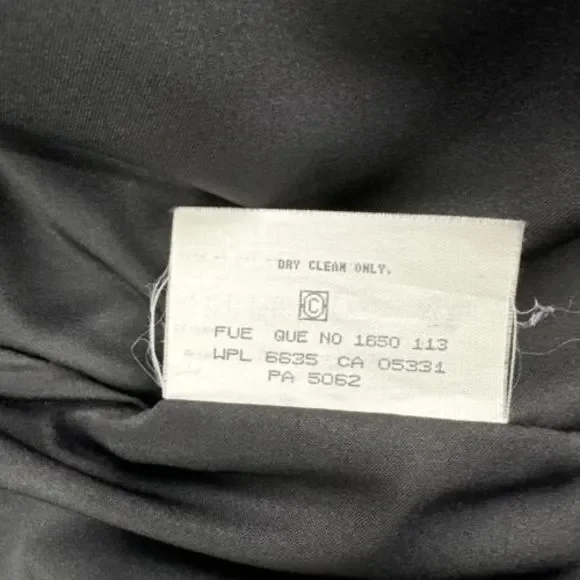 DRY CLEAN ONLY.
C
FUE QUE NO 1650 113
WPL 6635 CA 05331
PA 5062